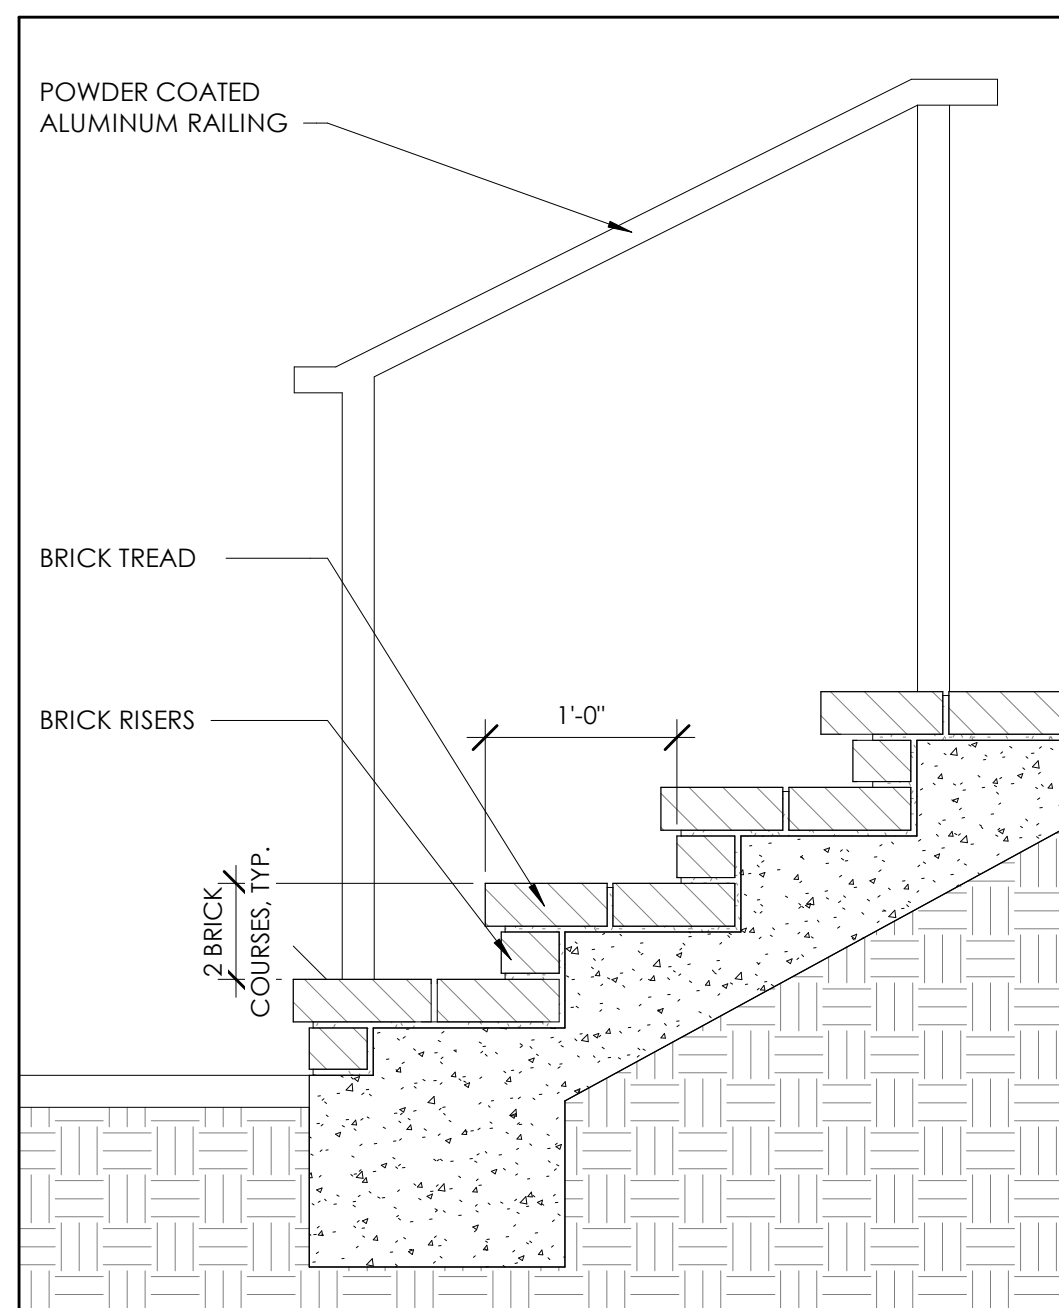 POWDER COATED
ALUMINUM RAILING
BRICK TREAD
BRICK RISERS
1'-0"
2 BRICK
COURSES, TYP.